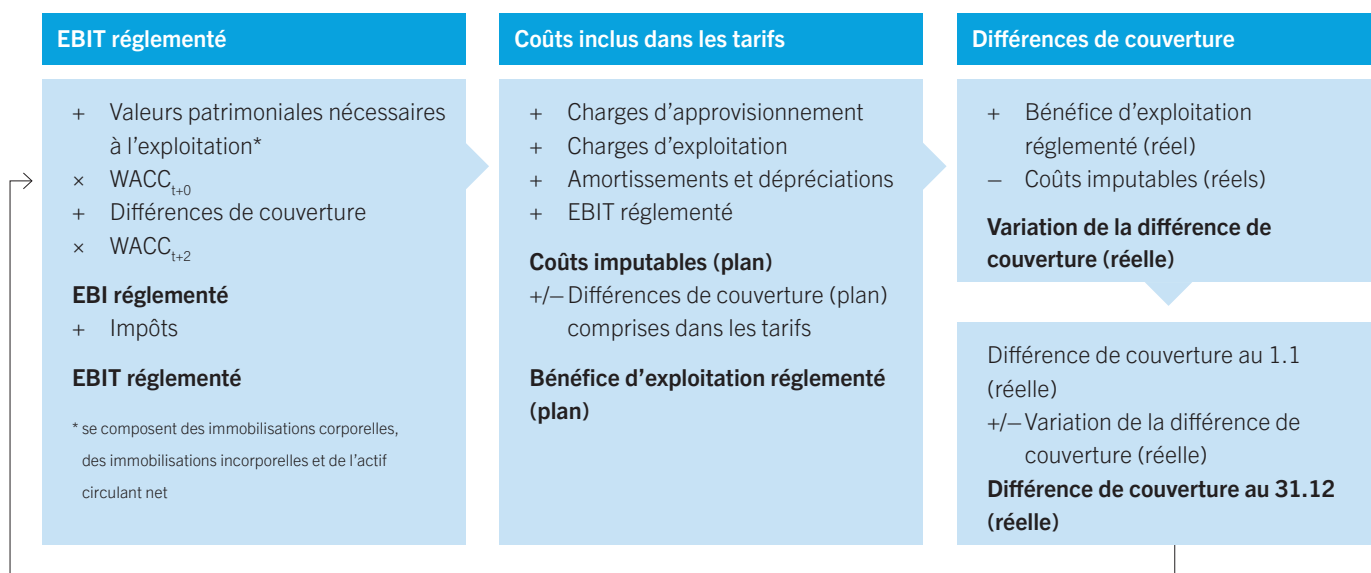 EBIT réglementé
+ Valeurs patrimoniales nécessaires
à l’exploitation*
× WACCt+0
+ Différences de couverture
× WACCt+2
EBI réglementé
+ Impôts
EBIT réglementé
* se composent des immobilisations corporelles,
des immobilisations incorporelles et de l’actif
circulant net
Coûts inclus dans les tarifs
+ Charges d’approvisionnement
+ Charges d’exploitation
+ Amortissements et dépréciations
+ EBIT réglementé
Coûts imputables (plan)
+/– Différences de couverture (plan)
comprises dans les tarifs
Bénéfice d’exploitation réglementé
(plan)
Différences de couverture
+ Bénéfice d’exploitation
réglementé (réel)
– Coûts imputables (réels)
Variation de la différence de
couverture (réelle)
Différence de couverture au 1.1
(réelle)
+/– Variation de la différence de
couverture (réelle)
Différence de couverture au 31.12
(réelle)